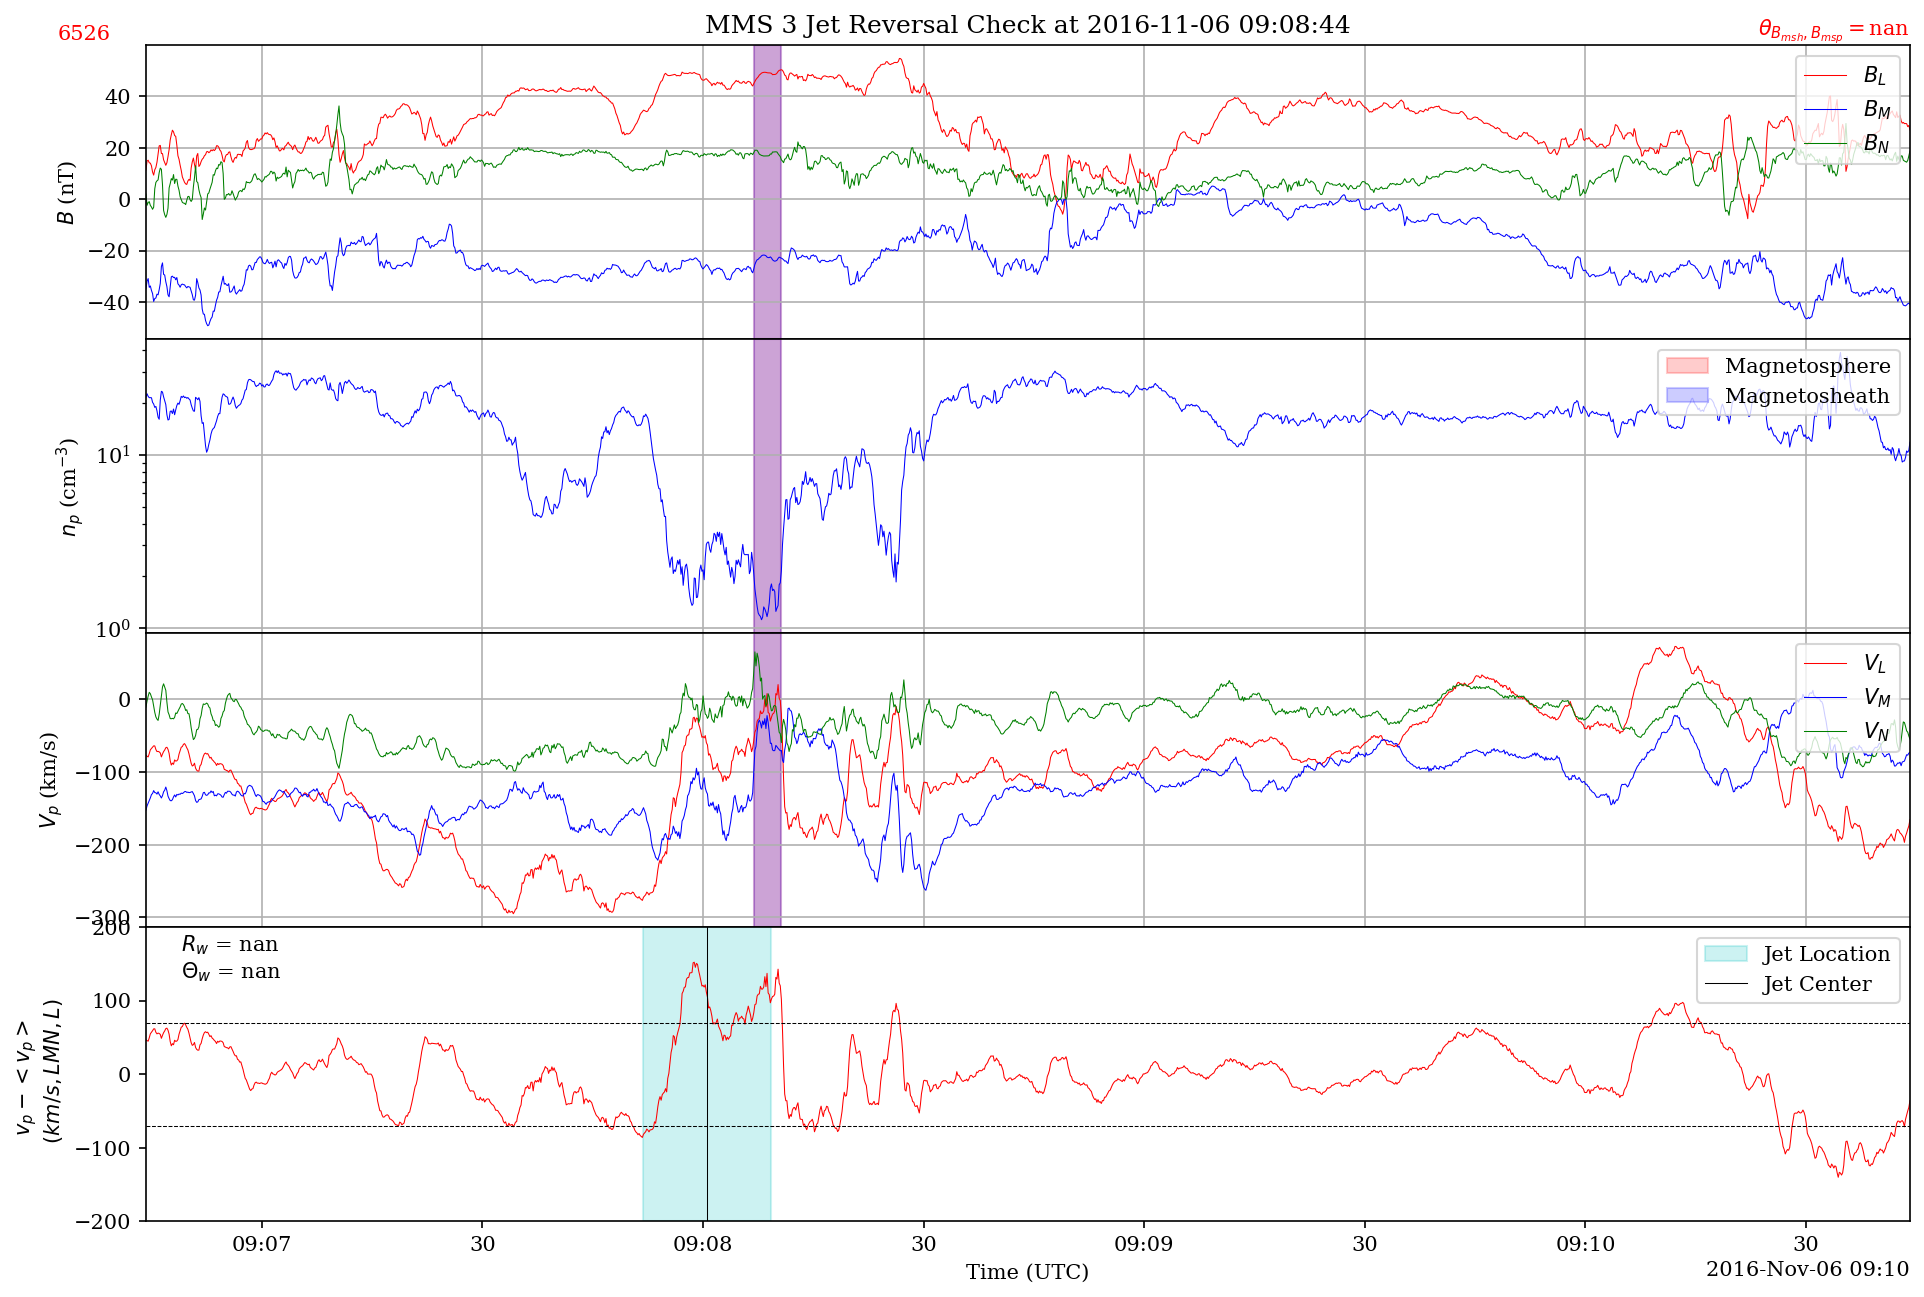 6526
MMS 3 Jet Reversal Check at 2016-11-06 09:08:44
θ_{B_{msh}, B_{msp}} = nan
B (nT)
40
20
0
−20
−40
B_L
B_M
B_N
n_p (cm^{−3})
10^1
10^0
Magnetosphere
Magnetosheath
V_p (km/s)
0
−100
−200
−300
V_L
V_M
V_N
v_p − < v_p >
(km/s, LMN, L)
200
100
0
−100
−200
R_w = nan
Θ_w = nan
Jet Location
Jet Center
09:07
30
09:08
30
09:09
30
09:10
30
Time (UTC)
2016-Nov-06 09:10